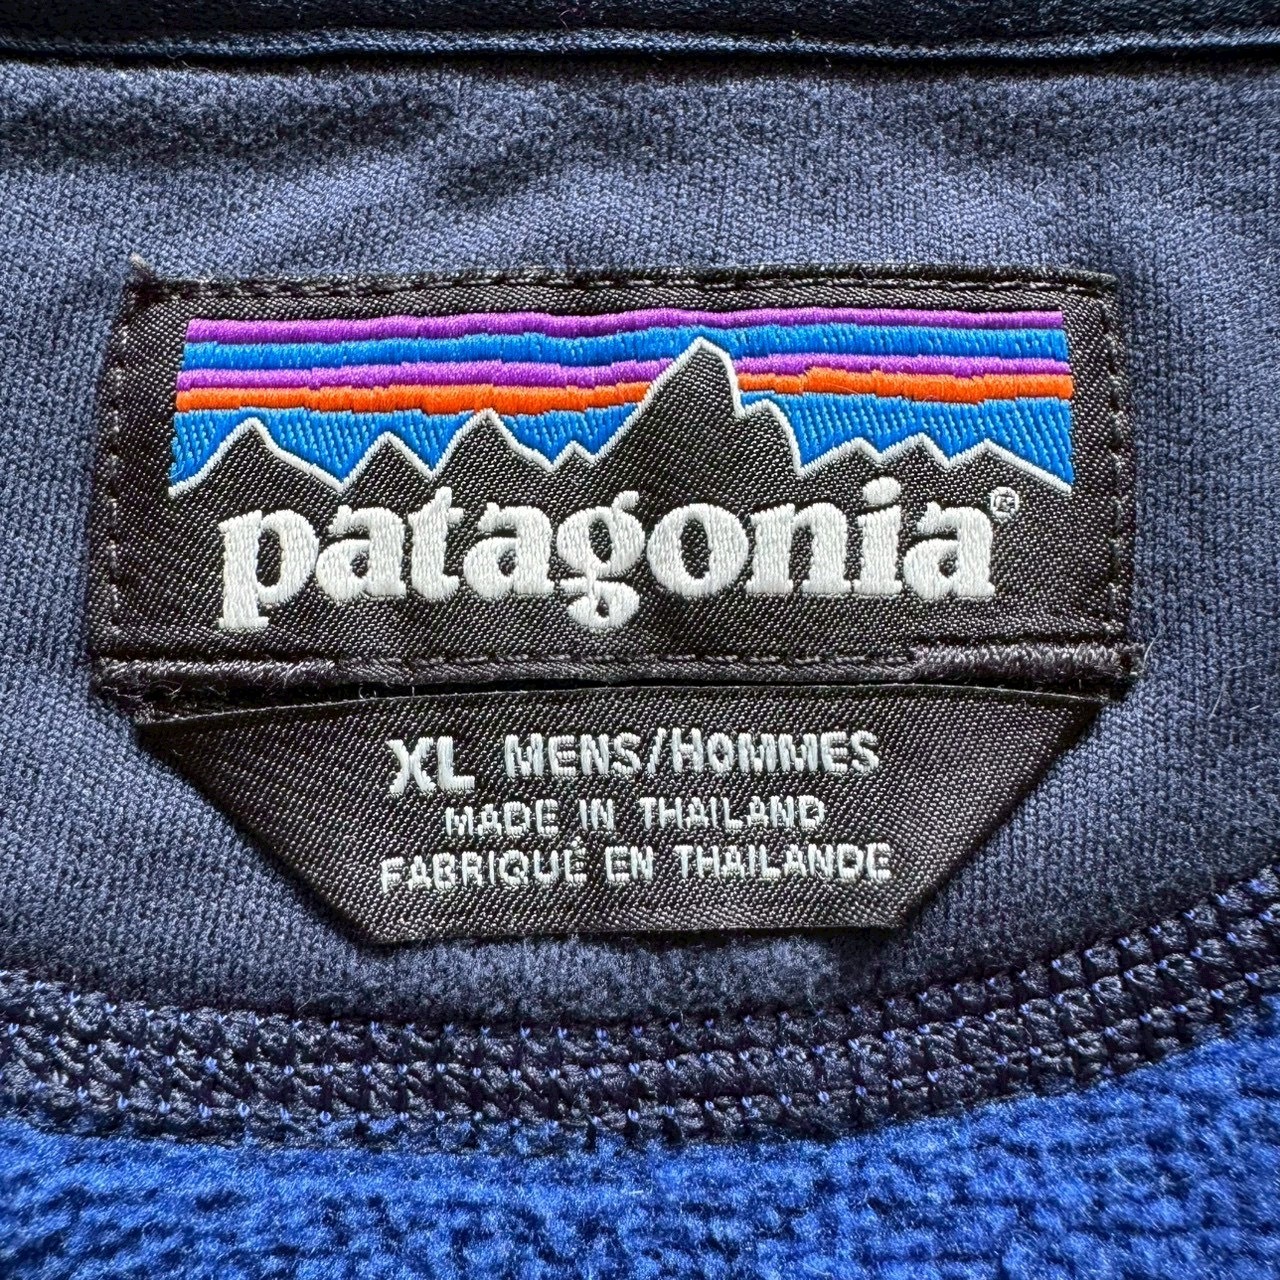 patagonia®
XL MENS/HOMMES
MADE IN THAILAND
FABRIQUÉ EN THAILANDE